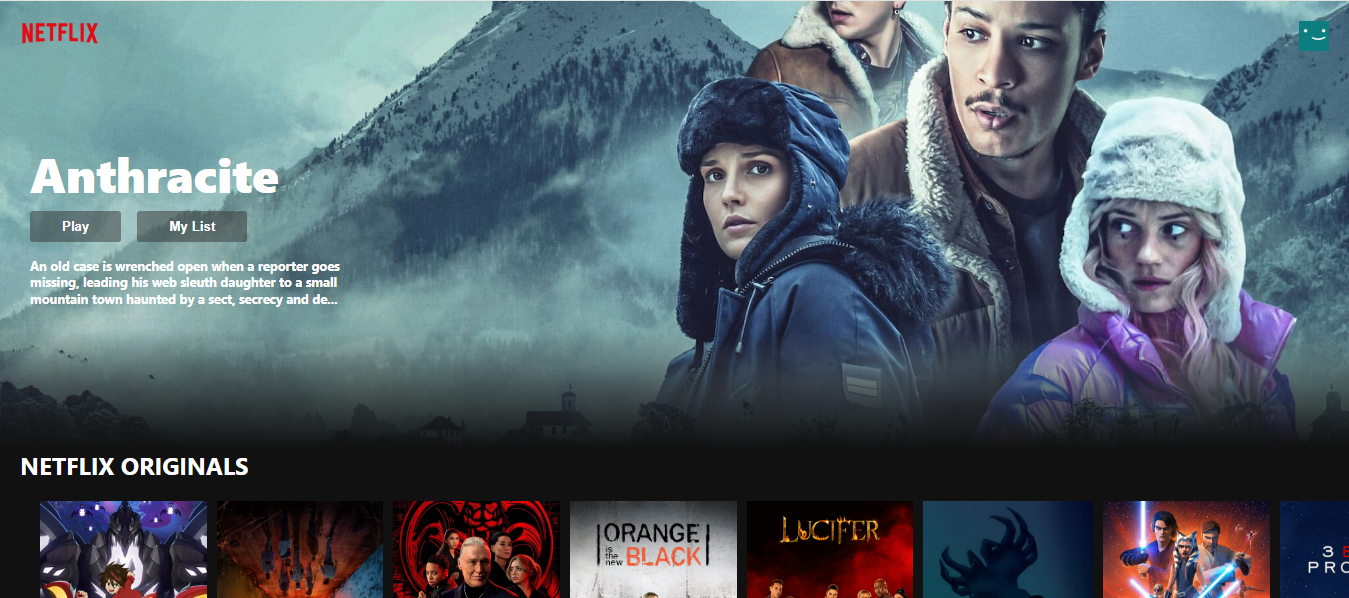 NETFLIX
Anthracite
Play
My List
An old case is wrenched open when a reporter goes
missing, leading his web sleuth daughter to a small
mountain town haunted by a sect, secrecy and de...
NETFLIX ORIGINALS
ORANGE
is the new BLACK
LUCIFER
3
PRO